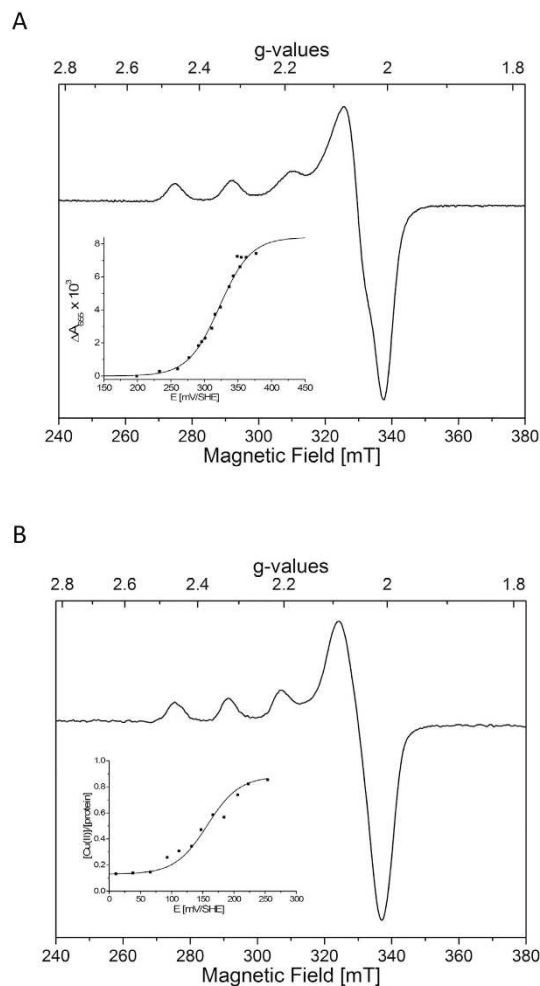 A
g-values
2.8 2.6 2.4 2.2 2 1.8
8
6
4
2
0
ΔA555 x 10³
150 200 250 300 350 400 450
E [mV/SHE]
240 260 280 300 320 340 360 380
Magnetic Field [mT]
B
g-values
2.8 2.6 2.4 2.2 2 1.8
1.0
0.8
0.6
0.4
0.2
0.0
[Cu(II)]/[protein]
0 50 100 150 200 250 300
E [mV/SHE]
240 260 280 300 320 340 360 380
Magnetic Field [mT]